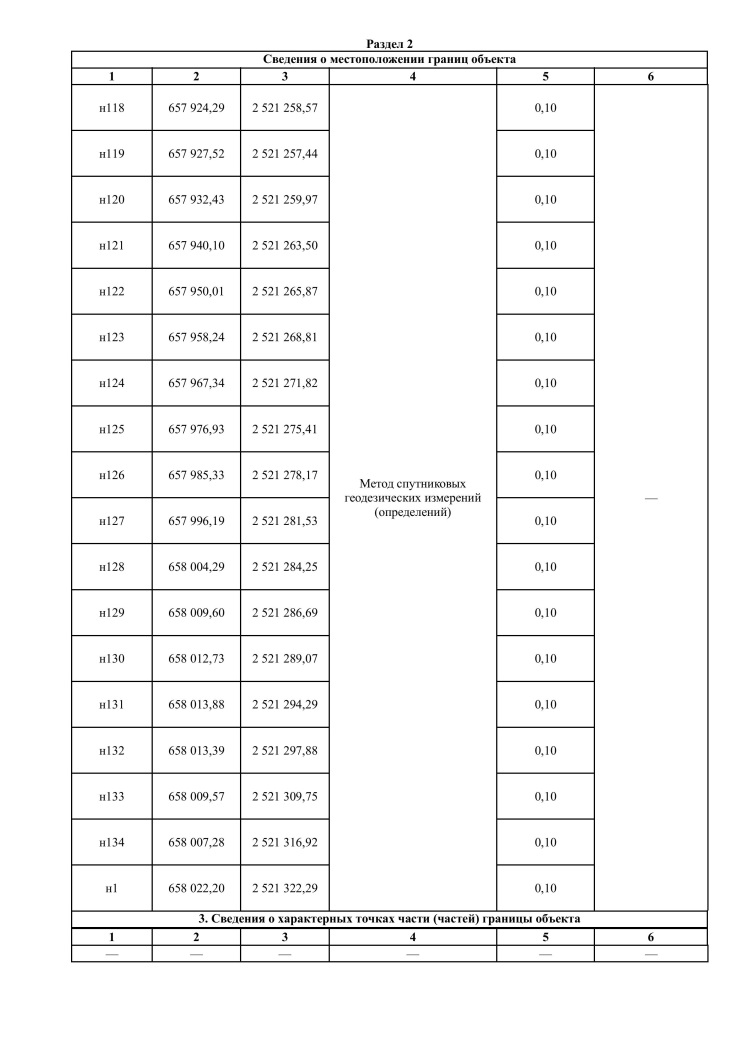 Раздел 2
Сведения о местоположении границ объекта
1 2 3 4 5 6
н118 657 924,29 2 521 258,57 0,10
н119 657 927,52 2 521 257,44 0,10
н120 657 932,43 2 521 259,97 0,10
н121 657 940,10 2 521 263,50 0,10
н122 657 950,01 2 521 265,87 0,10
н123 657 958,24 2 521 268,81 0,10
н124 657 967,34 2 521 271,82 0,10
н125 657 976,93 2 521 275,41 0,10
н126 657 985,33 2 521 278,17 0,10
Метод спутниковых
геодезических измерений
(определений)
—
н127 657 996,19 2 521 281,53 0,10
н128 658 004,29 2 521 284,25 0,10
н129 658 009,60 2 521 286,69 0,10
н130 658 012,73 2 521 289,07 0,10
н131 658 013,88 2 521 294,29 0,10
н132 658 013,39 2 521 297,88 0,10
н133 658 009,57 2 521 309,75 0,10
н134 658 007,28 2 521 316,92 0,10
н1 658 022,20 2 521 322,29 0,10
3. Сведения о характерных точках части (частей) границы объекта
1 2 3 4 5 6
— — — — — —